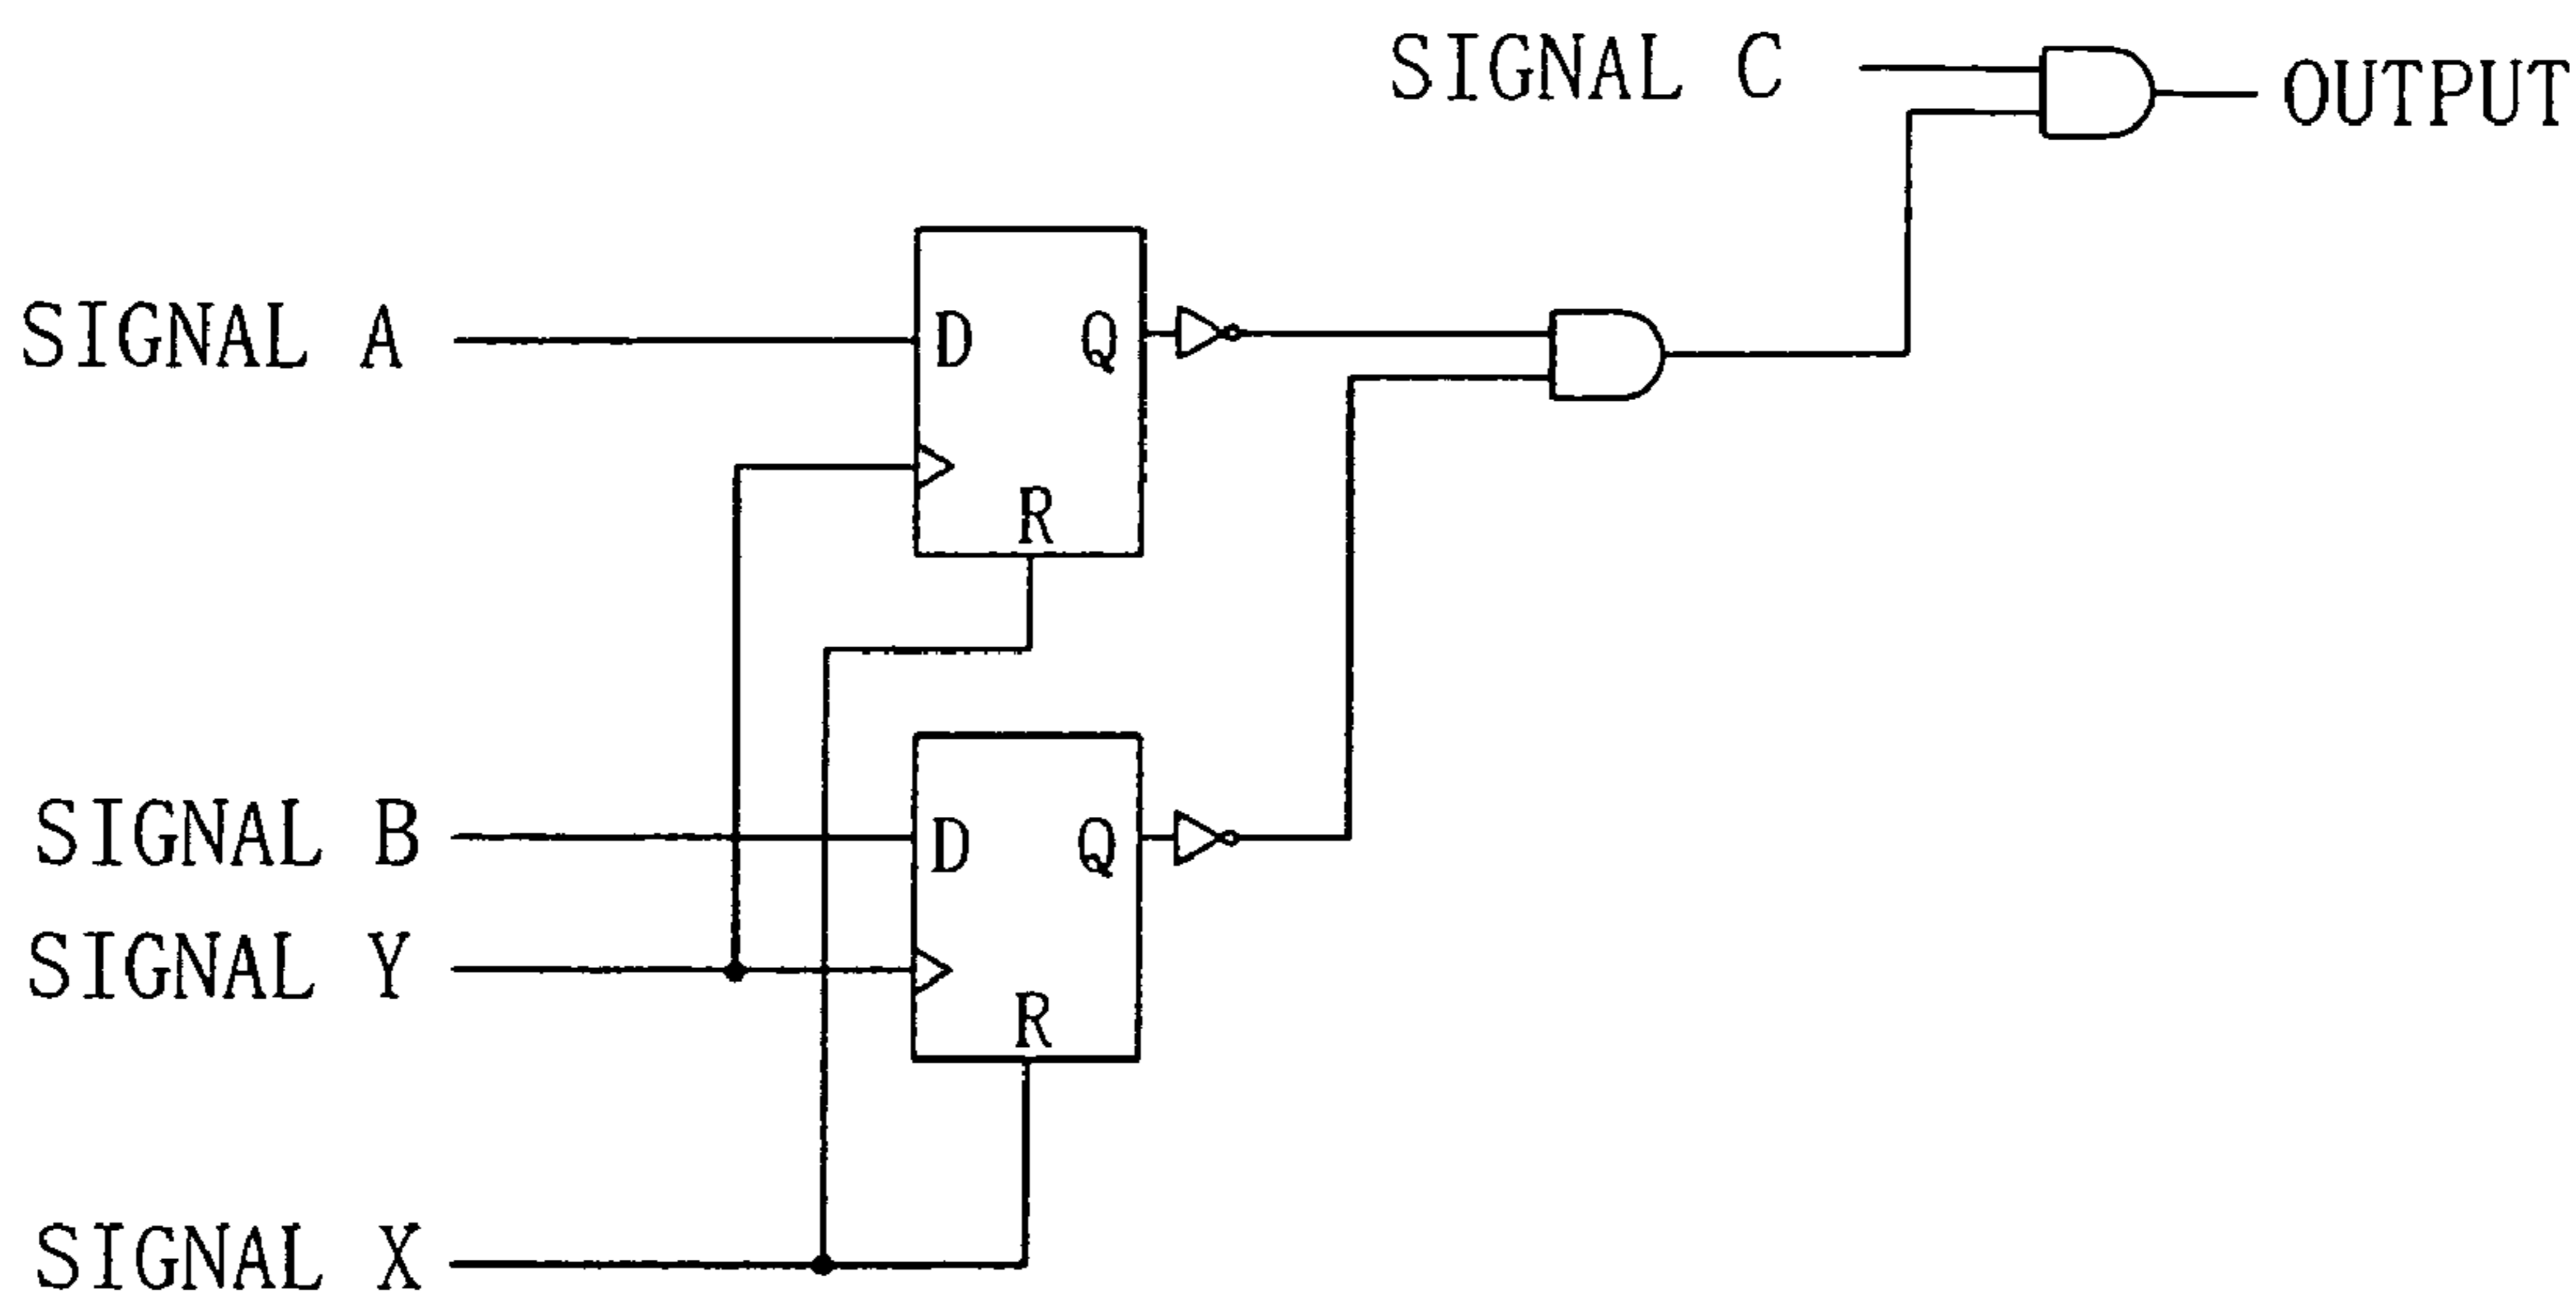 SIGNAL C
OUTPUT
SIGNAL A
D
Q
R
SIGNAL B
D
Q
SIGNAL Y
R
SIGNAL X